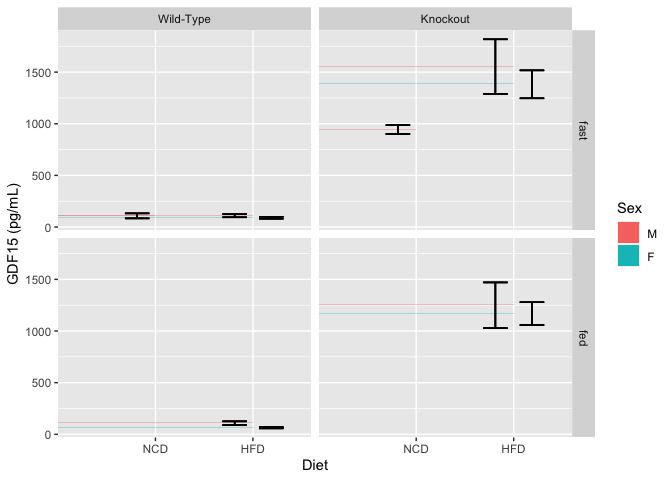 Wild-Type
Knockout
1500
1000
500
0
fast
1500
1000
500
0
fed
GDF15 (pg/mL)
NCD
HFD
NCD
HFD
Diet
Sex
M
F